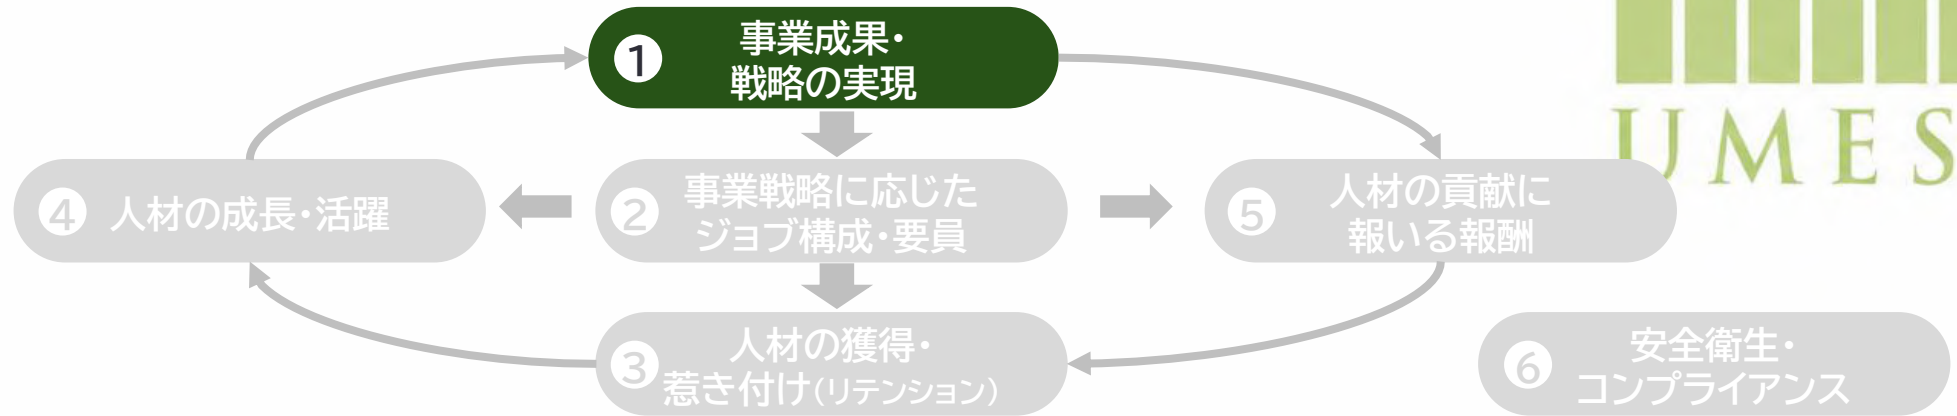 ❶ 事業成果・
戦略の実現
UMES
❹ 人材の成長・活躍
❷ 事業戦略に応じた
ジョブ構成・要員
❺ 人材の貢献に
報いる報酬
❸ 人材の獲得・
惹き付け(リテンション)
❻ 安全衛生・
コンプライアンス